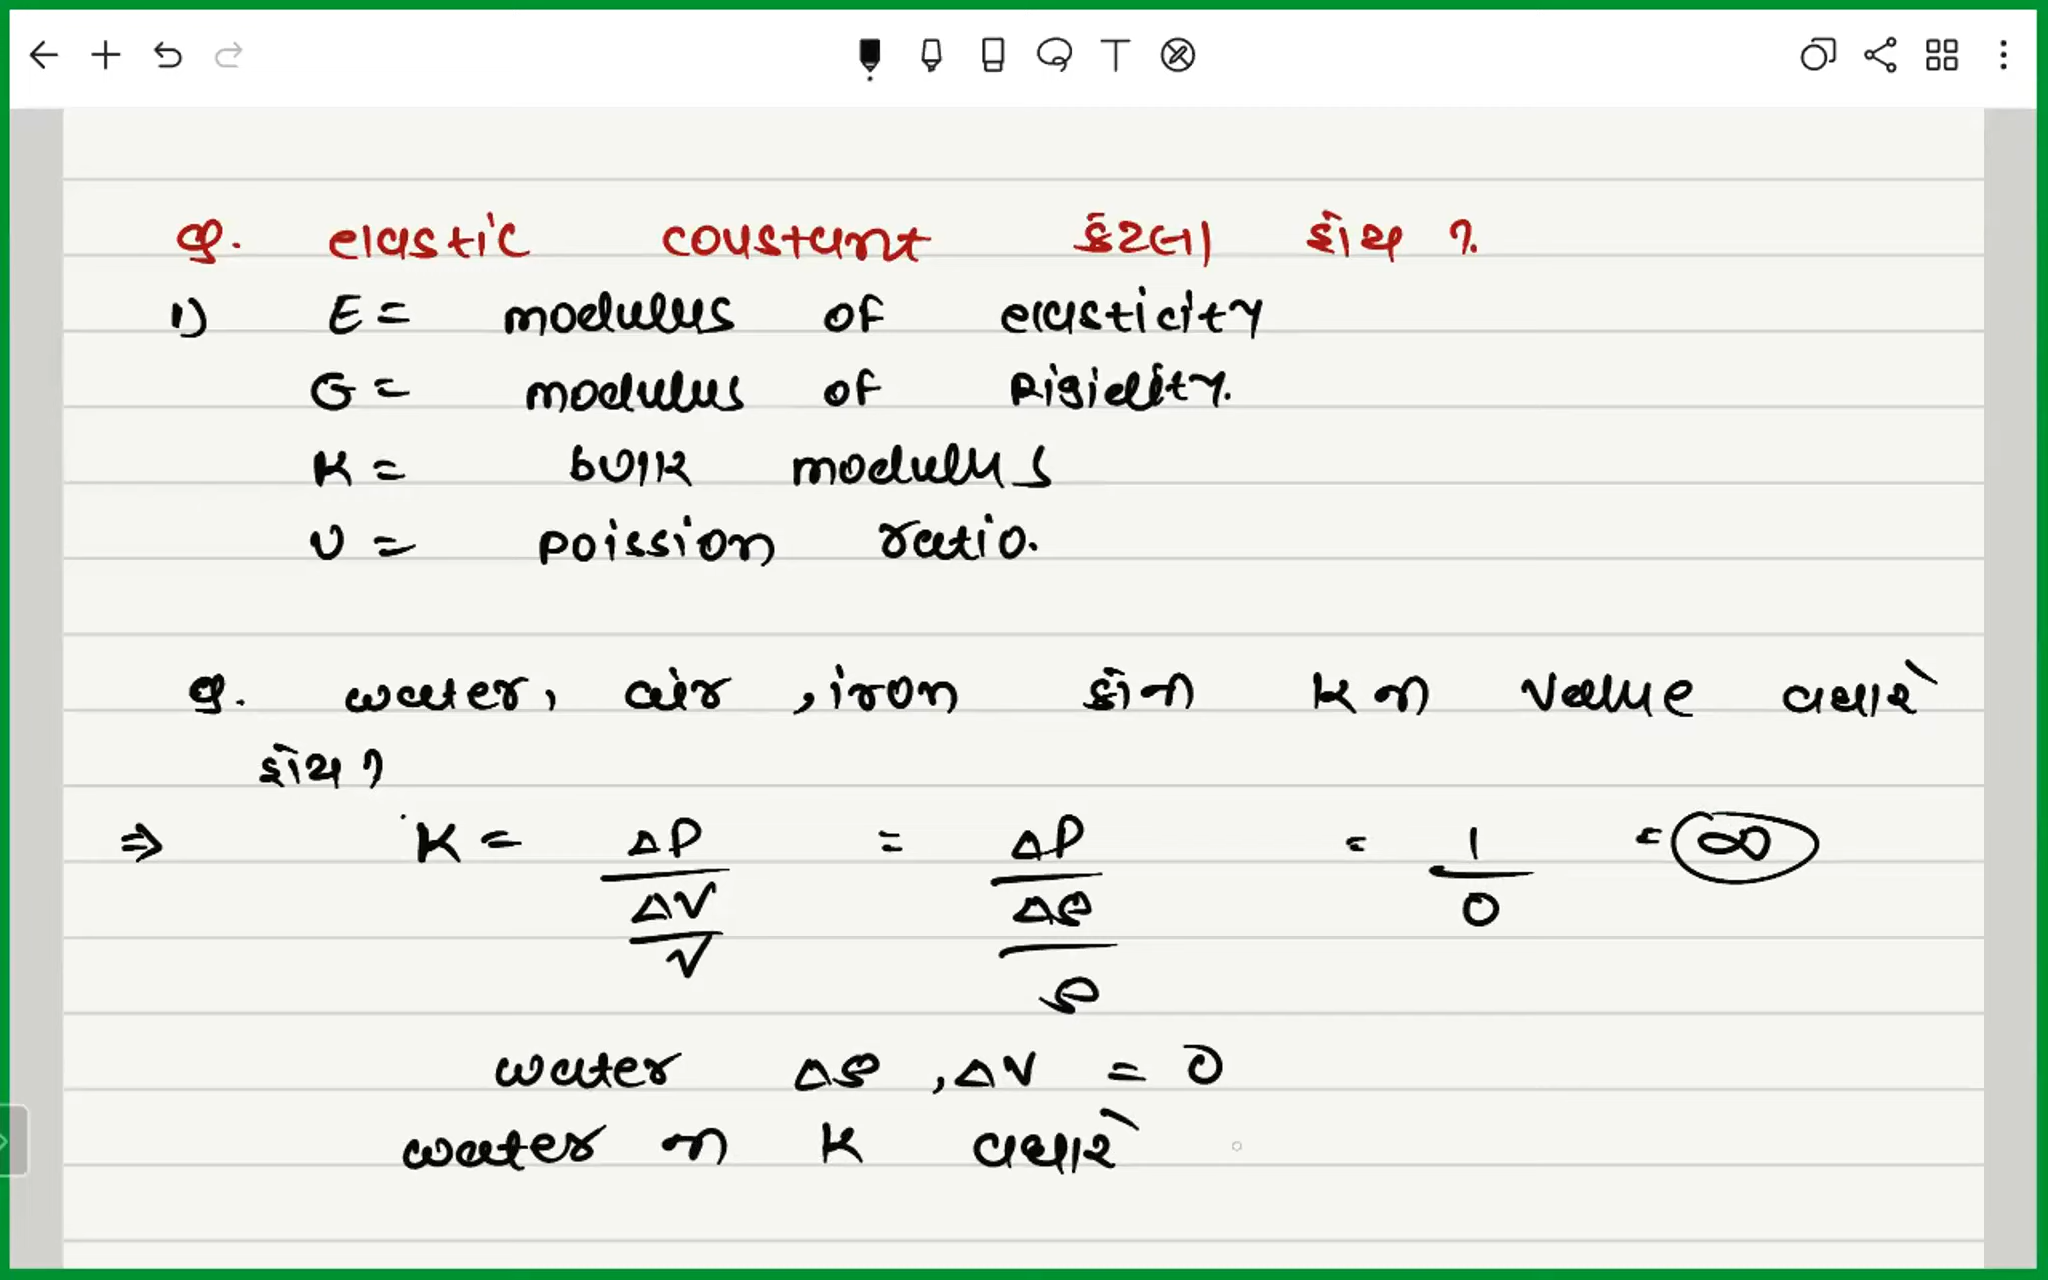 Q. elastic constant કેટલા હોય ?
1) E = modulus of elasticity
G = modulus of Rigidity.
K = bulk modulus
ν = poission ratio.
Q. water, air , iron કોન K ન value વધારે
હોય ?
⇒ K = ΔP / (ΔV / V) = ΔP / (Δρ / ρ) = 1 / 0 = ∞
water Δρ , ΔV = 0
water ન K વધારે